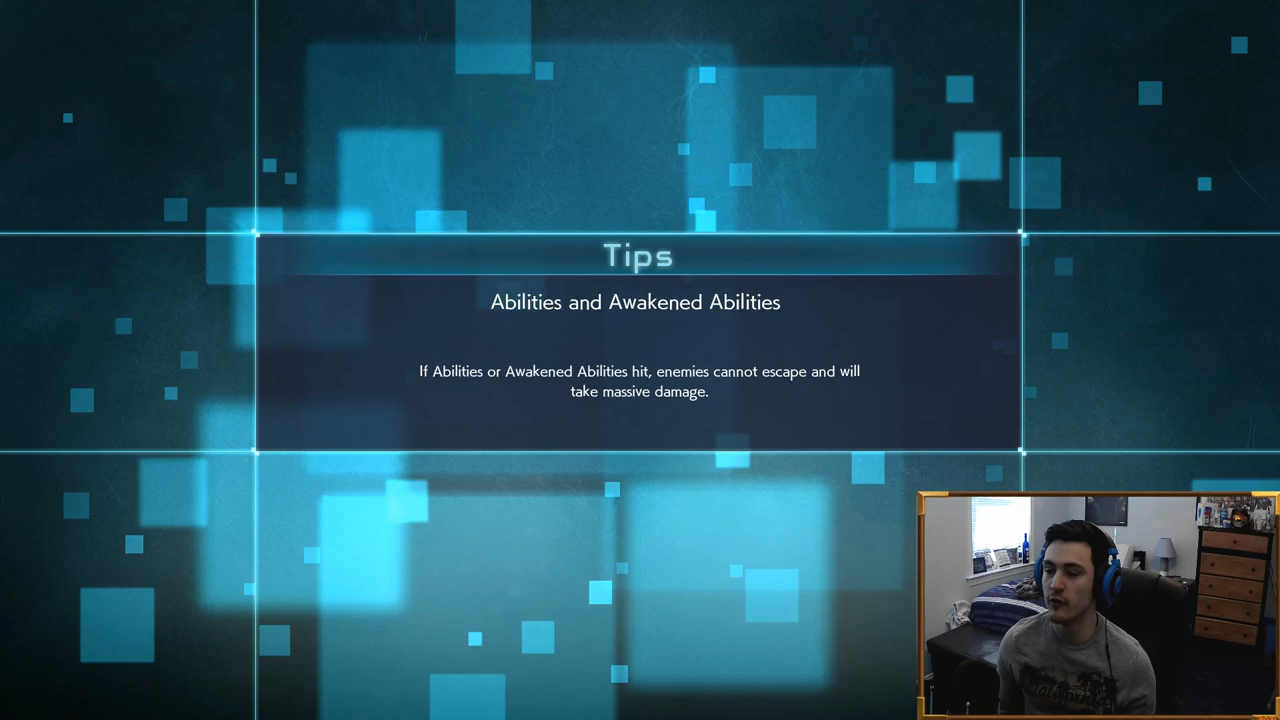 Tips
Abilities and Awakened Abilities
If Abilities or Awakened Abilities hit, enemies cannot escape and will
take massive damage.